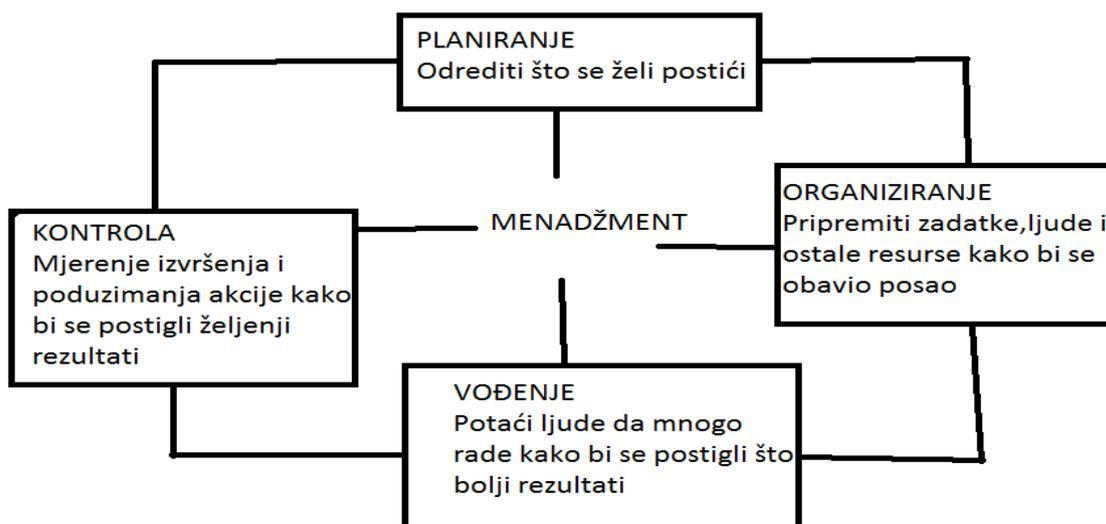 PLANIRANJE
Odrediti što se želi postići
MENADŽMENT
ORGANIZIRANJE
Pripremiti zadatke,ljude i
ostale resurse kako bi se
obavio posao
KONTROLA
Mjerenje izvršenja i
poduzimanja akcije kako
bi se postigli željenji
rezultati
VOĐENJE
Potaći ljude da mnogo
rade kako bi se postigli što
bolji rezultati